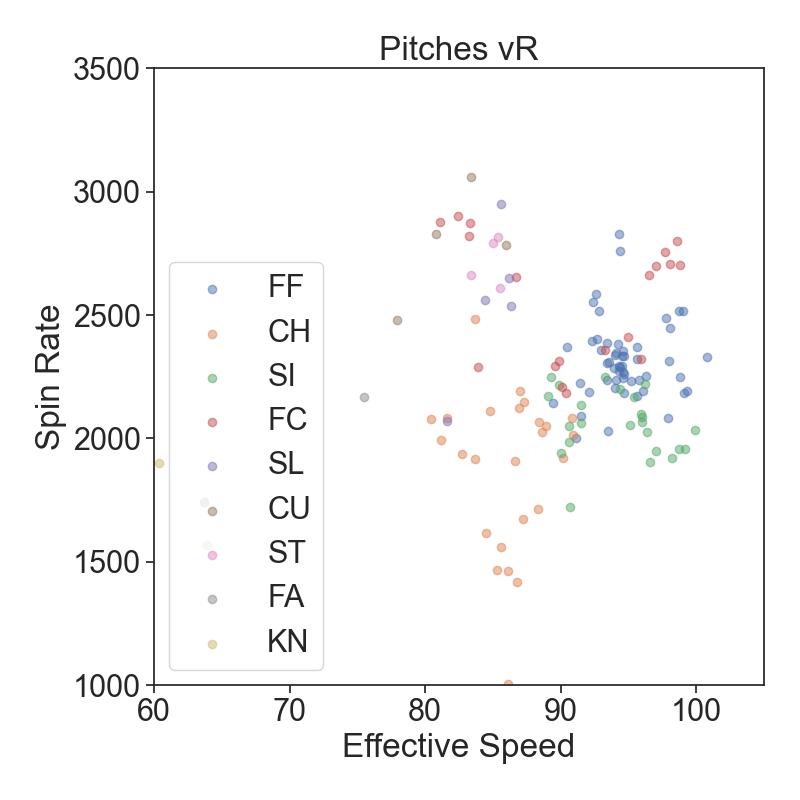 Pitches vR
3500
3000
2500
2000
1500
1000
Spin Rate
FF
CH
SI
FC
SL
CU
ST
FA
KN
60 70 80 90 100
Effective Speed